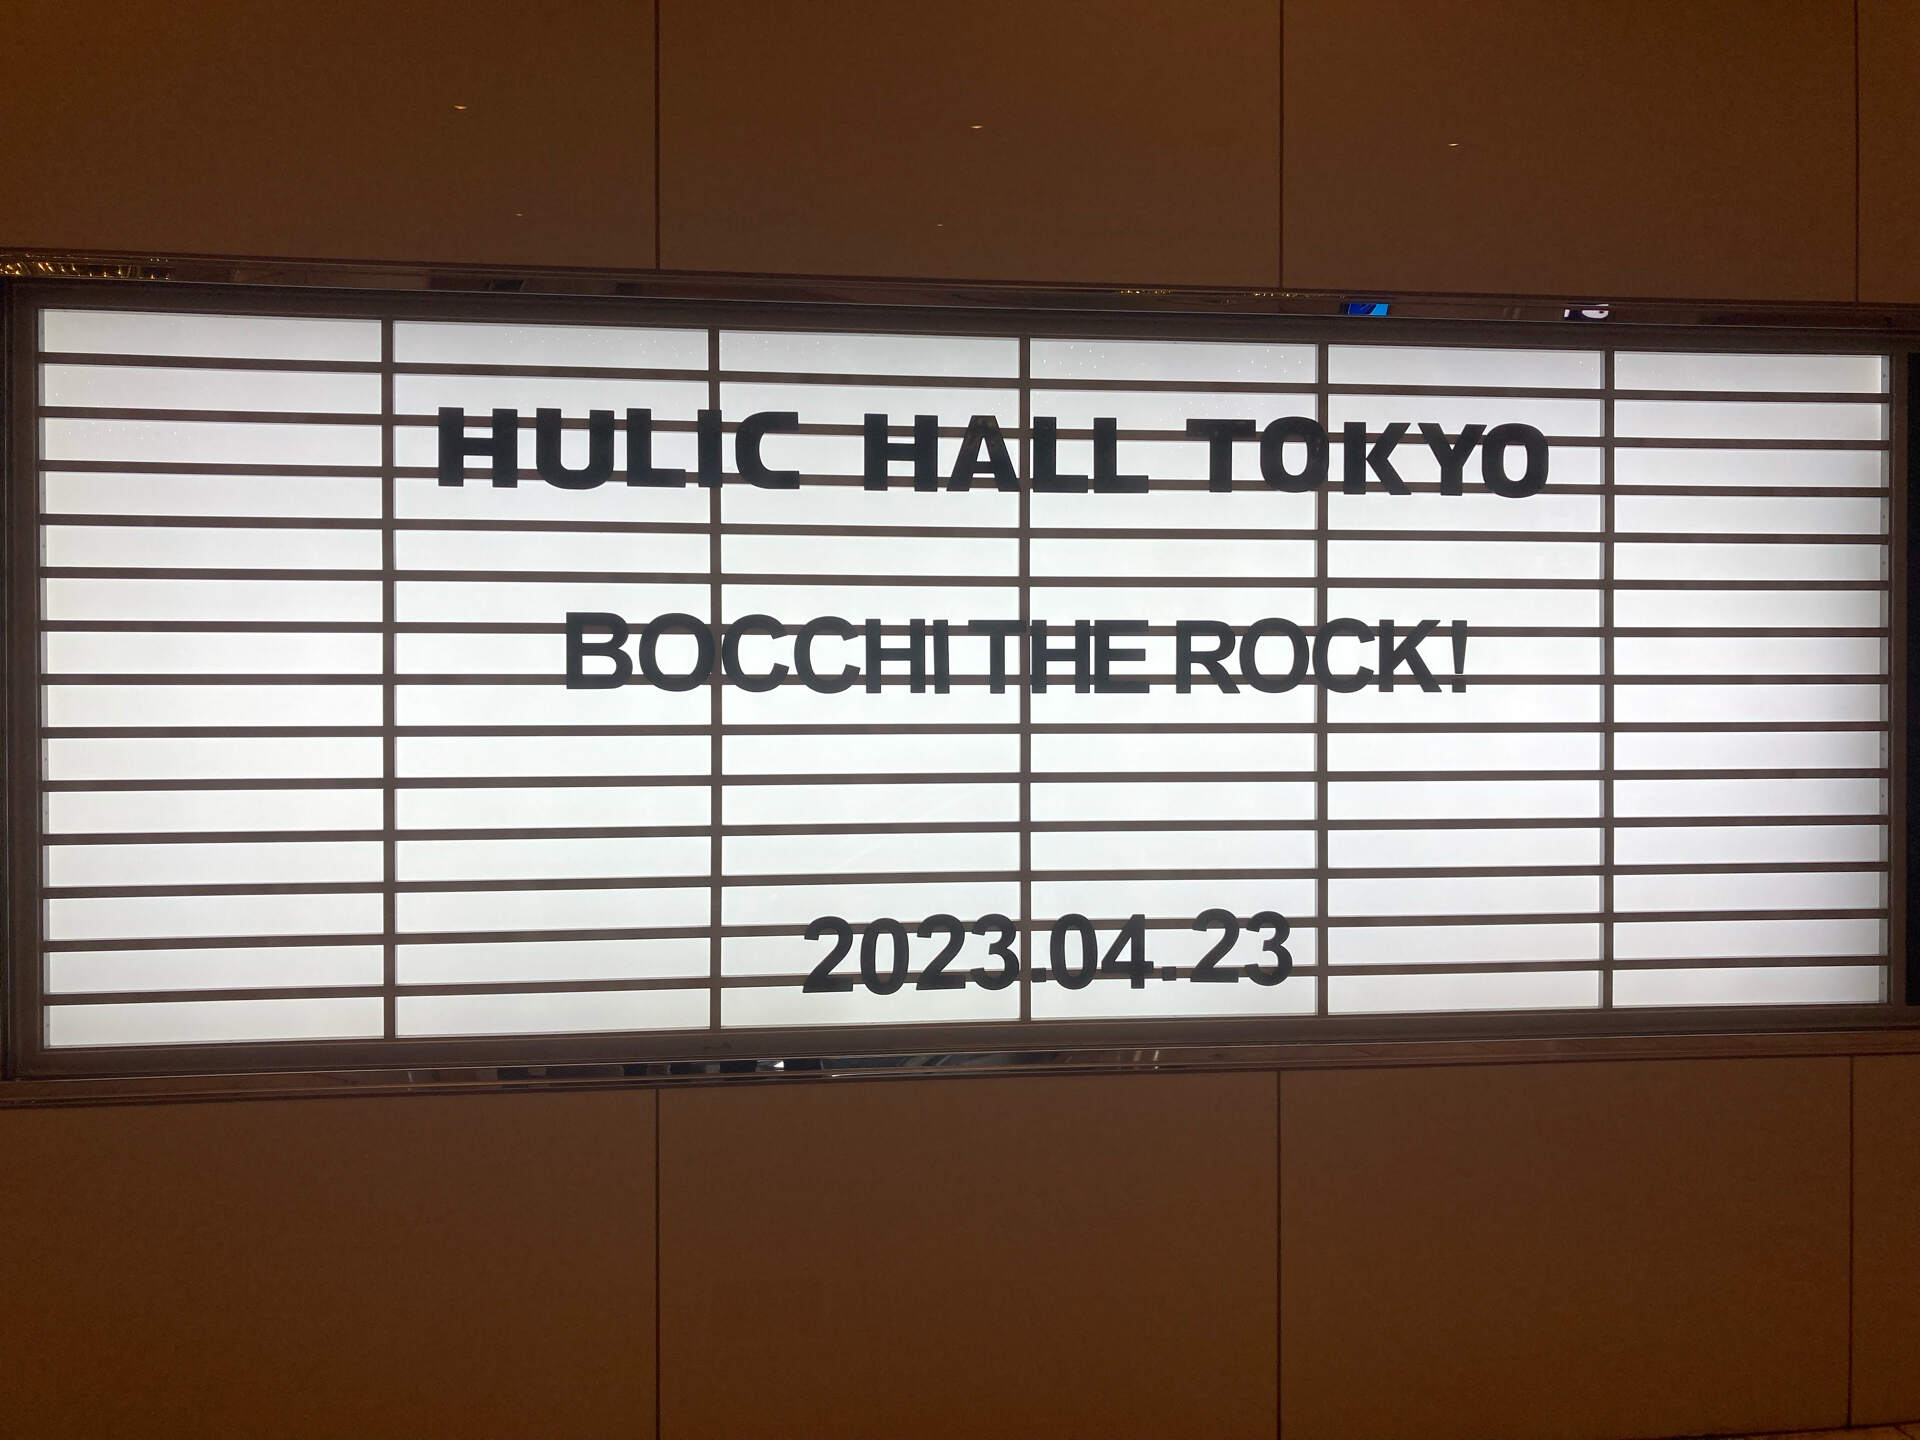 HULIC HALL TOKYO
BOCCHI THE ROCK!
2023.04.23